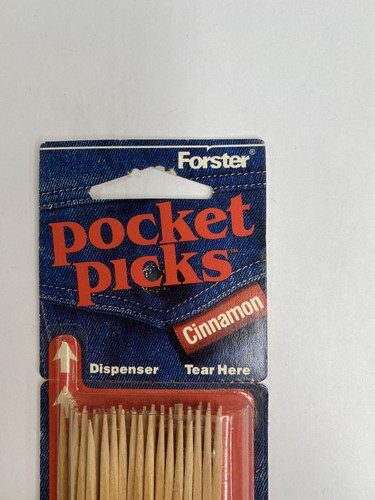 Forster®
pocket
picks™
Cinnamon
Dispenser Tear Here